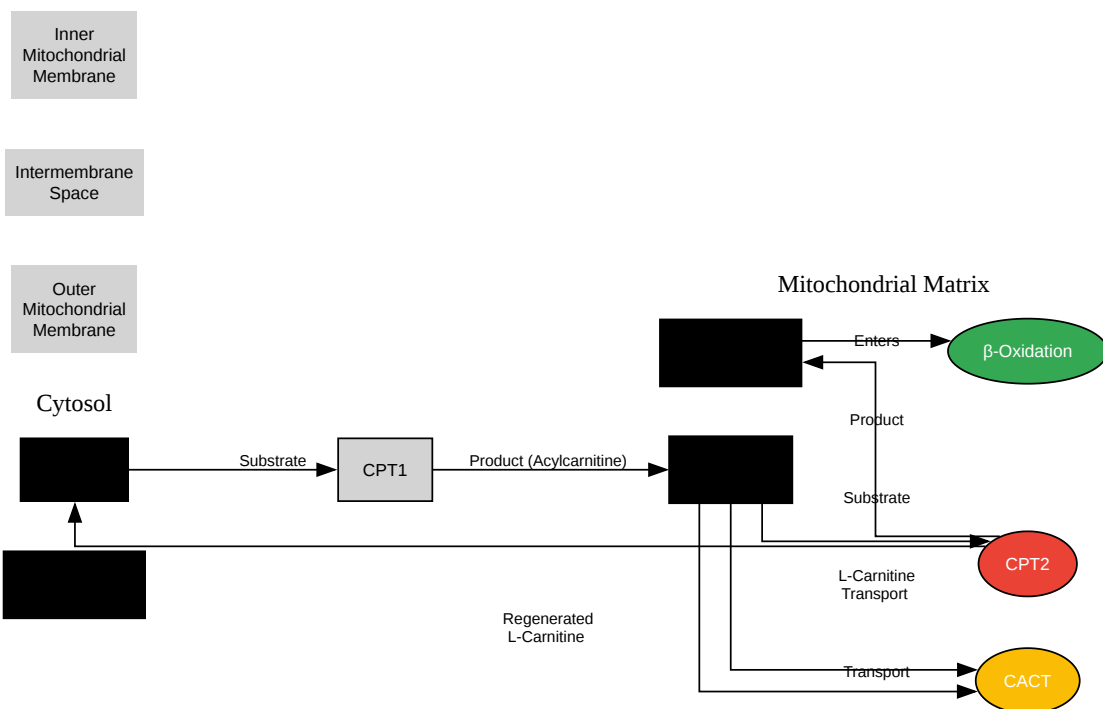 Inner
Mitochondrial
Membrane
Intermembrane
Space
Outer
Mitochondrial
Membrane
Mitochondrial Matrix
Enters
β-Oxidation
Cytosol
Product
Substrate
CPT1
Product (Acylcarnitine)
Substrate
CPT2
L-Carnitine
Transport
Regenerated
L-Carnitine
Transport
CACT